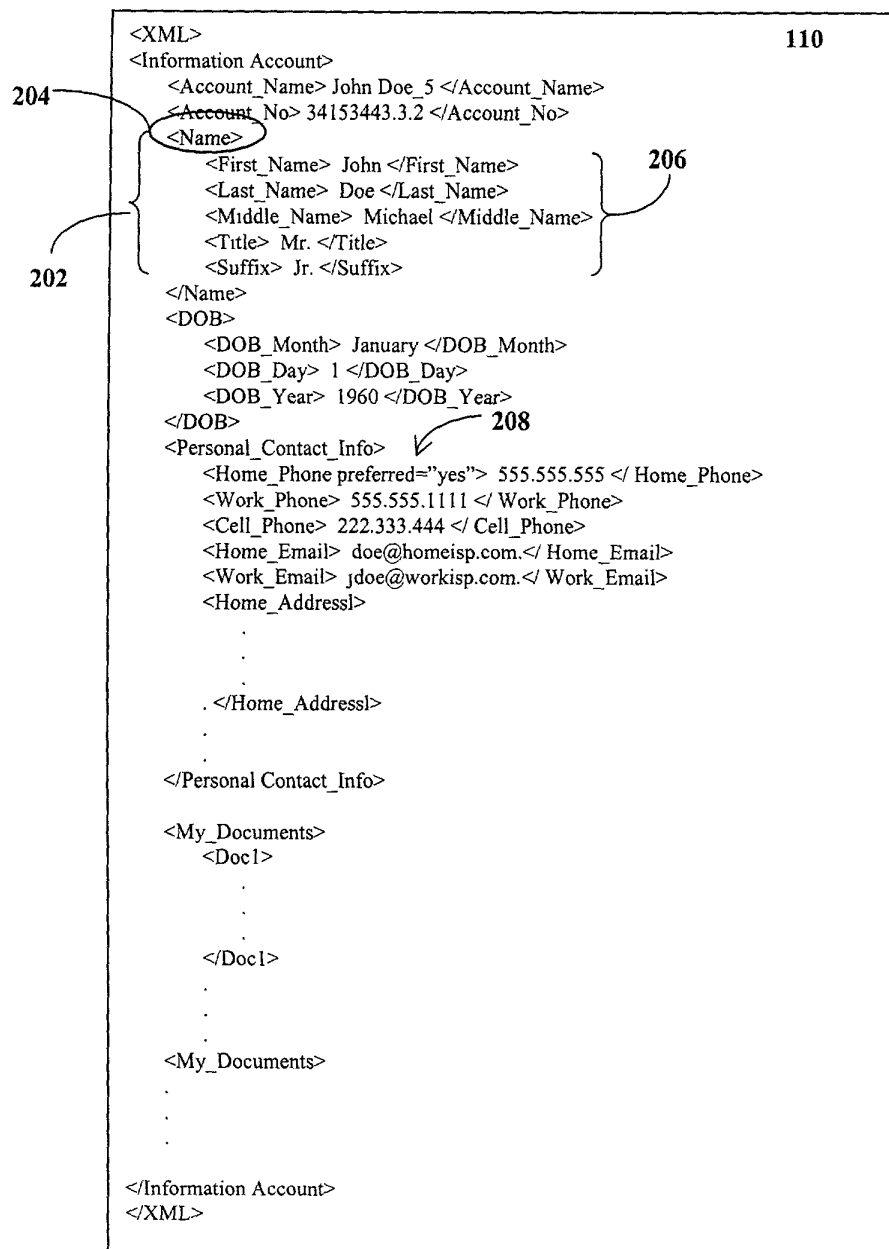 <XML> 110
<Information Account>
<Account_Name> John Doe_5 </Account_Name>
204
<Account_No> 34153443.3.2 </Account_No>
<Name>
<First_Name> John </First_Name> 206
<Last_Name> Doe </Last_Name>
<Middle_Name> Michael </Middle_Name>
<Title> Mr. </Title>
202
<Suffix> Jr. </Suffix>
</Name>
<DOB>
<DOB_Month> January </DOB_Month>
<DOB_Day> 1 </DOB_Day>
<DOB_Year> 1960 </DOB_Year>
</DOB> 208
<Personal_Contact_Info>
<Home_Phone preferred="yes"> 555.555.555 </ Home_Phone>
<Work_Phone> 555.555.1111 </ Work_Phone>
<Cell_Phone> 222.333.444 </ Cell_Phone>
<Home_Email> doe@homeisp.com.</ Home_Email>
<Work_Email> jdoe@workisp.com.</ Work_Email>
<Home_Addressl>
.
.
.
. </Home_Addressl>
.
.
</Personal Contact_Info>
<My_Documents>
<Doc1>
.
.
.
</Doc1>
.
.
.
<My_Documents>
.
.
.
</Information Account>
</XML>